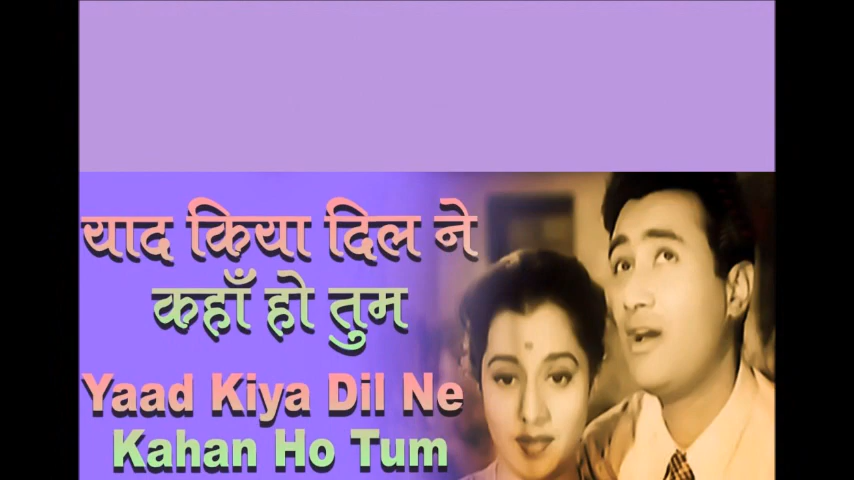 याद किया दिल ने
कहाँ हो तुम
Yaad Kiya Dil Ne
Kahan Ho Tum